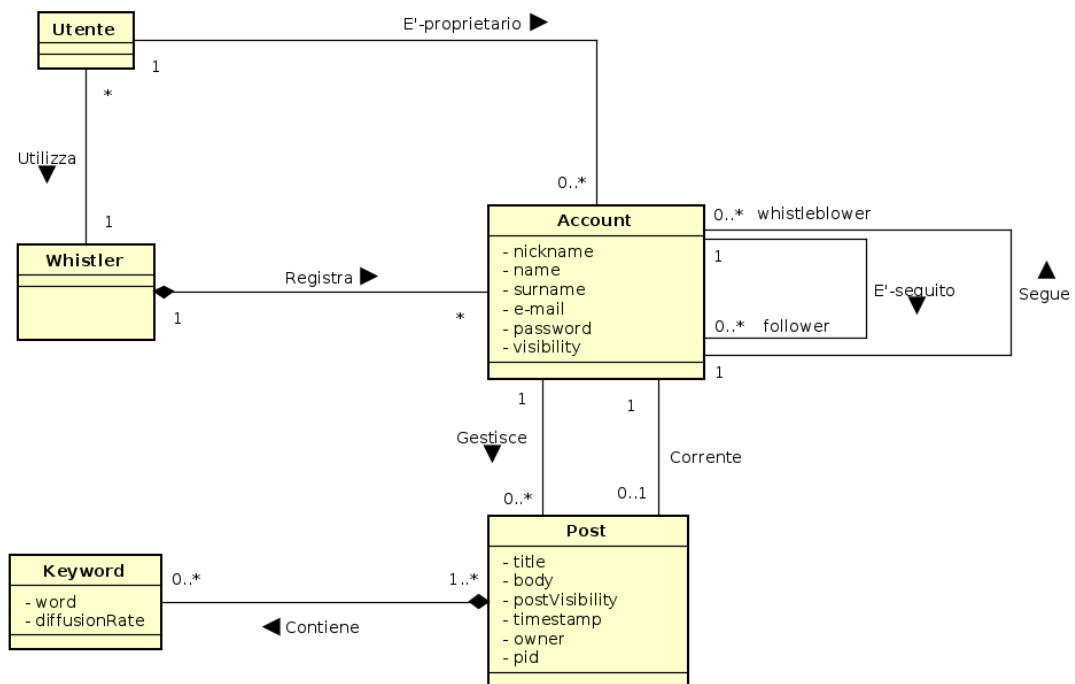 Utente
E'-proprietario
1
*
Utilizza
1
0..*
Account
- nickname
- name
- surname
- e-mail
- password
- visibility
0..* whistleblower
1
E'-seguito
Segue
0..* follower
1
Whistler
Registra
1
*
1
1
Gestisce
Corrente
0..*
0..1
Post
- title
- body
- postVisibility
- timestamp
- owner
- pid
Keyword
- word
- diffusionRate
0..*
1..*
Contiene